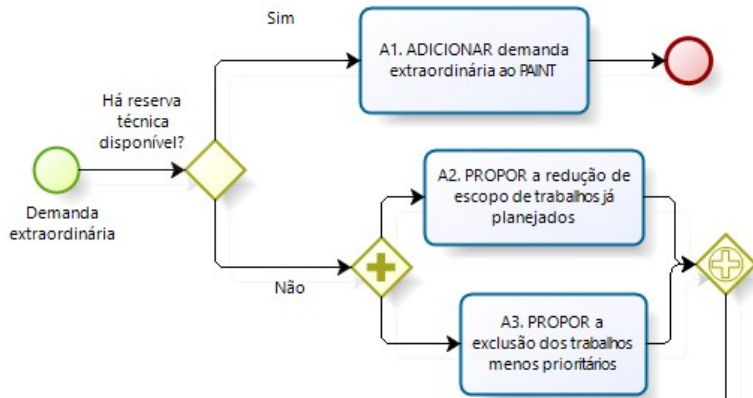 Sim
A1. ADICIONAR demanda
extraordinária ao PAINT
Há reserva
técnica
disponível?
Demanda
extraordinária
A2. PROPOR a redução de
escopo de trabalhos já
planejados
Não
A3. PROPOR a
exclusão dos trabalhos
menos prioritários